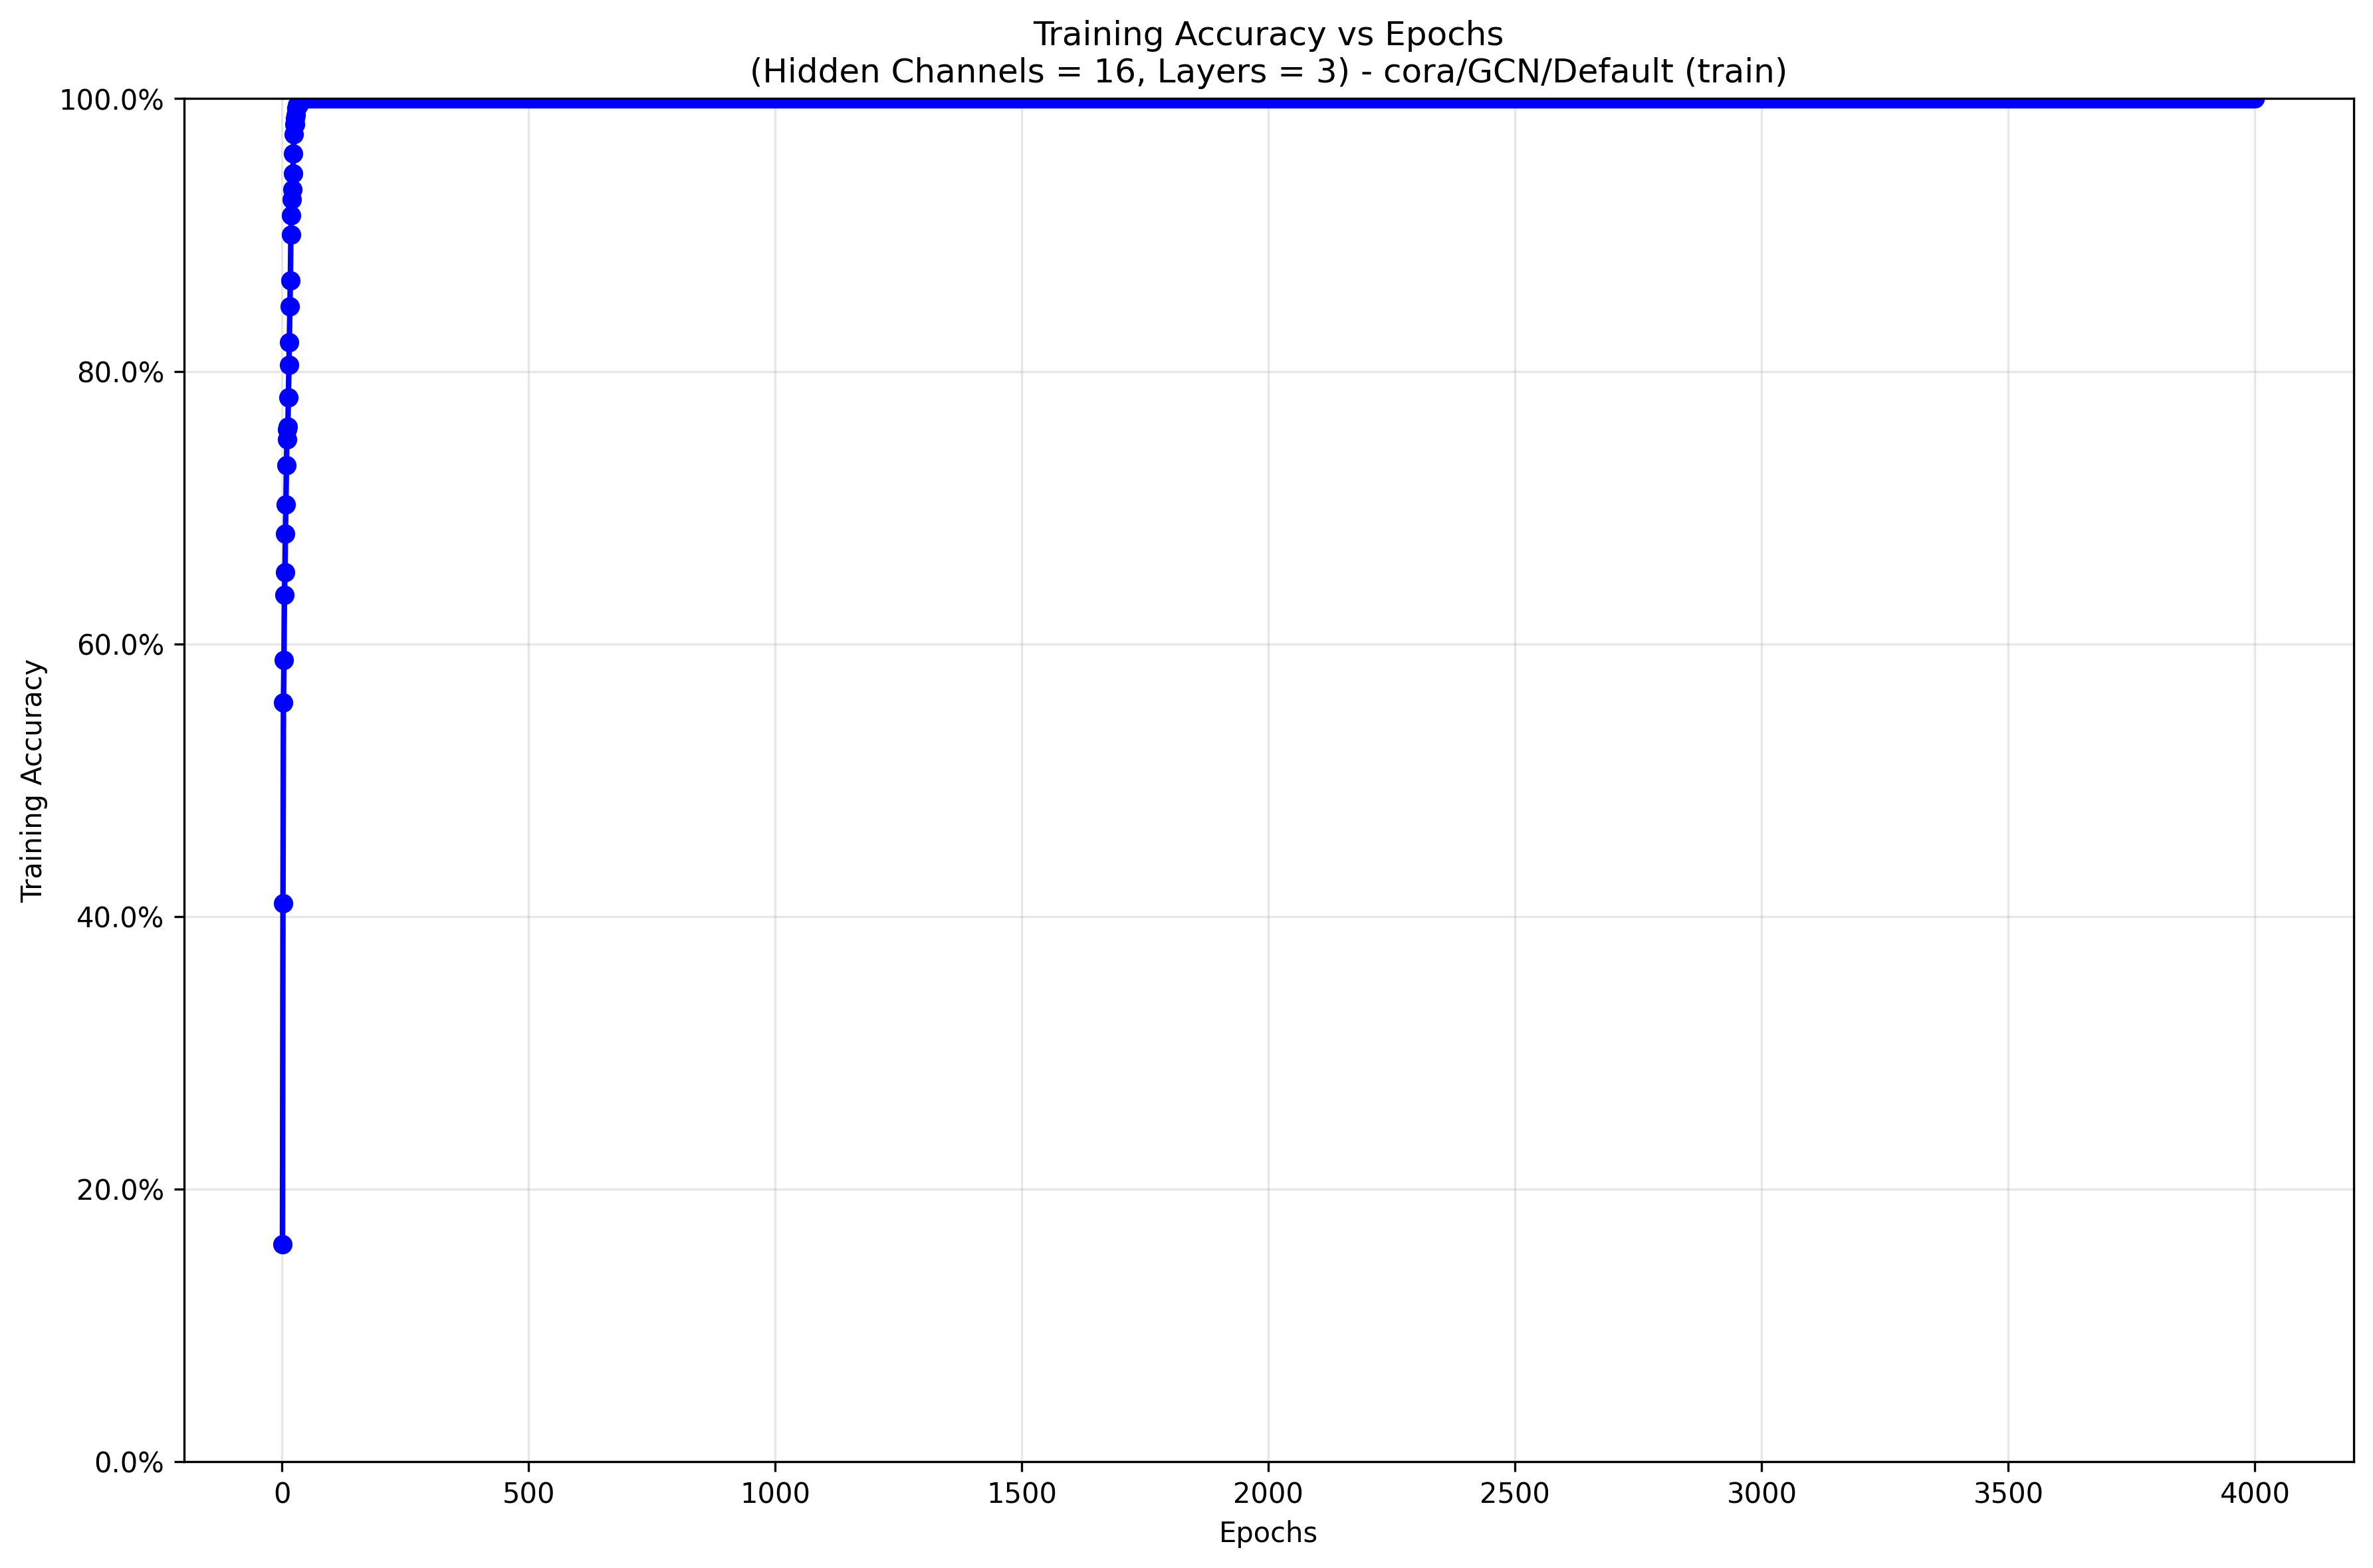 Training Accuracy vs Epochs
(Hidden Channels = 16, Layers = 3) - cora/GCN/Default (train)
Training Accuracy
100.0%
80.0%
60.0%
40.0%
20.0%
0.0%
0 500 1000 1500 2000 2500 3000 3500 4000
Epochs